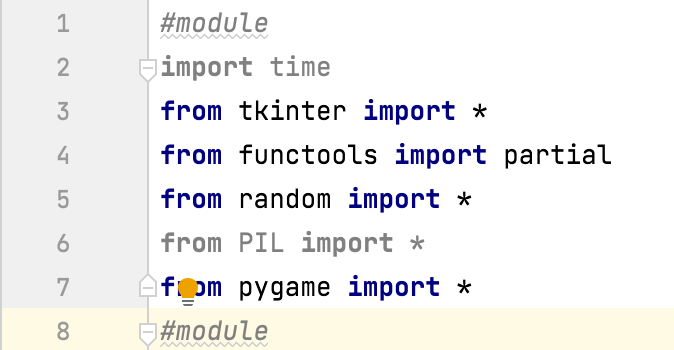 1 #module
2 import time
3 from tkinter import *
4 from functools import partial
5 from random import *
6 from PIL import *
7 from pygame import *
8 #module